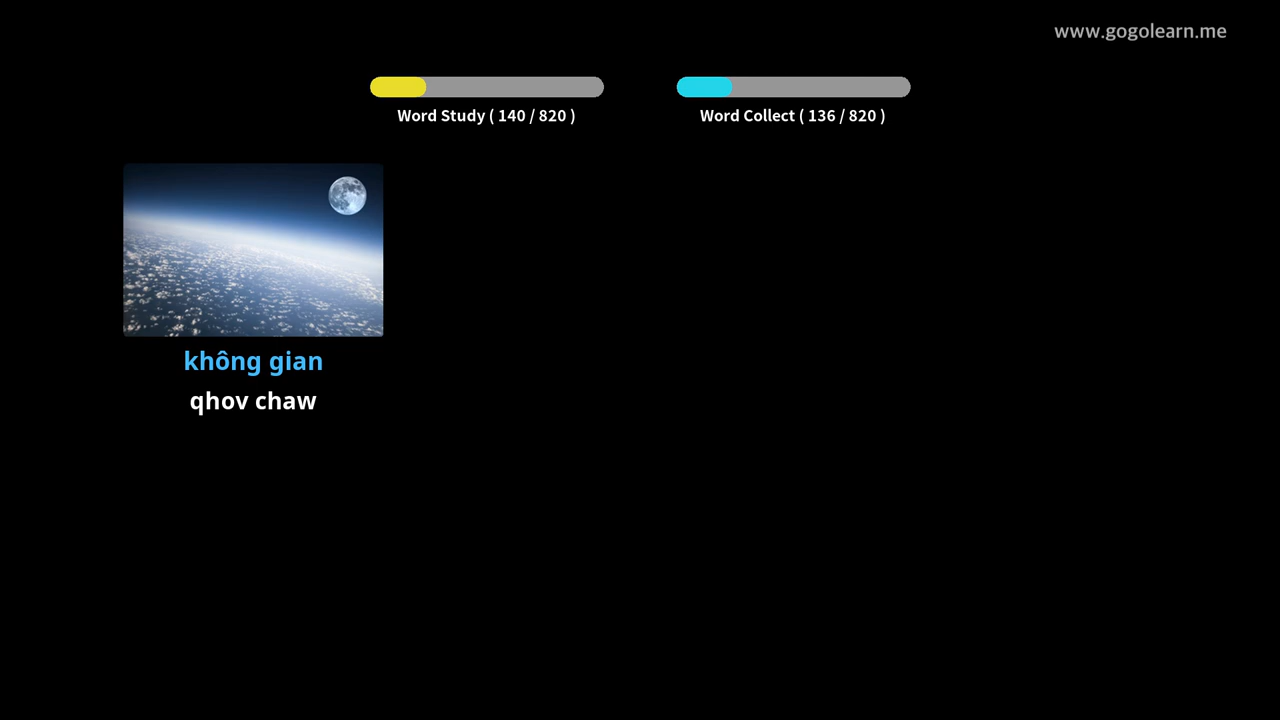 www.gogolearn.me
Word Study ( 140 / 820 )
Word Collect ( 136 / 820 )
không gian
qhov chaw